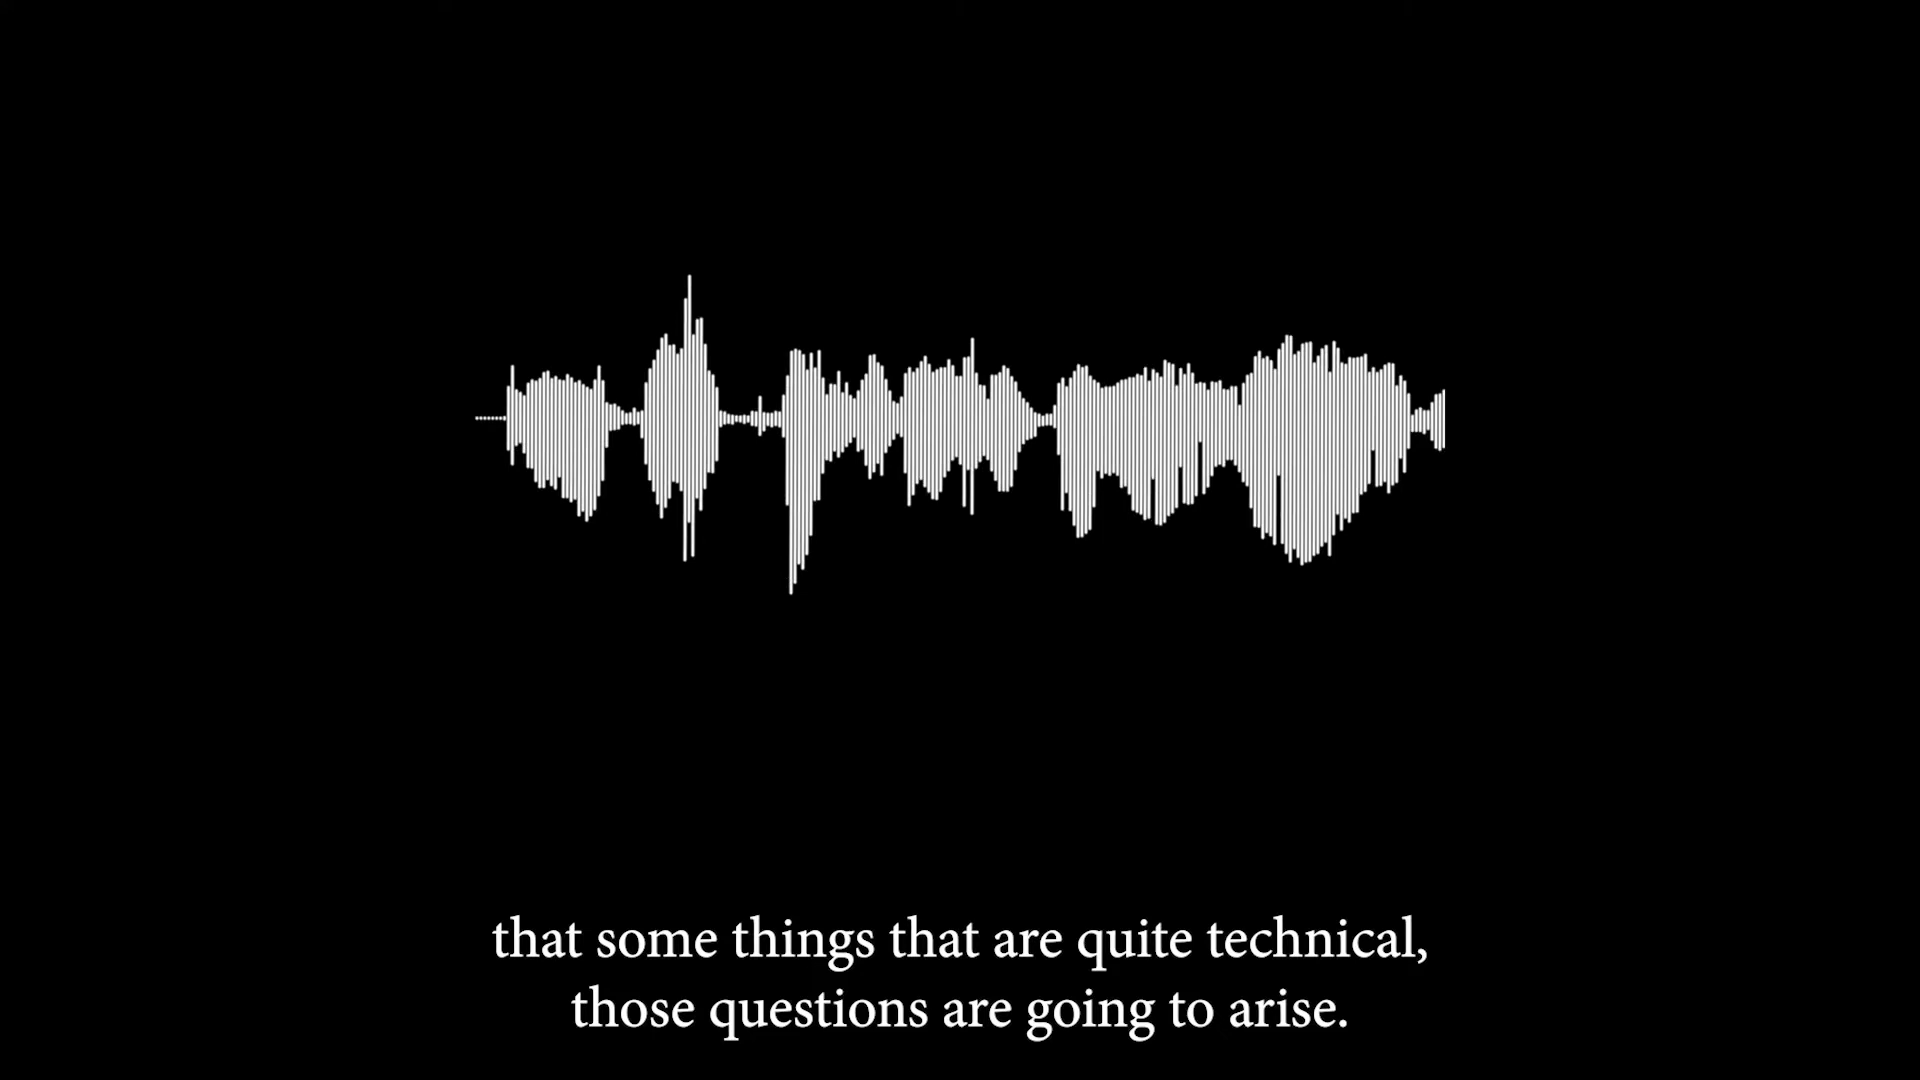 that some things that are quite technical,
those questions are going to arise.